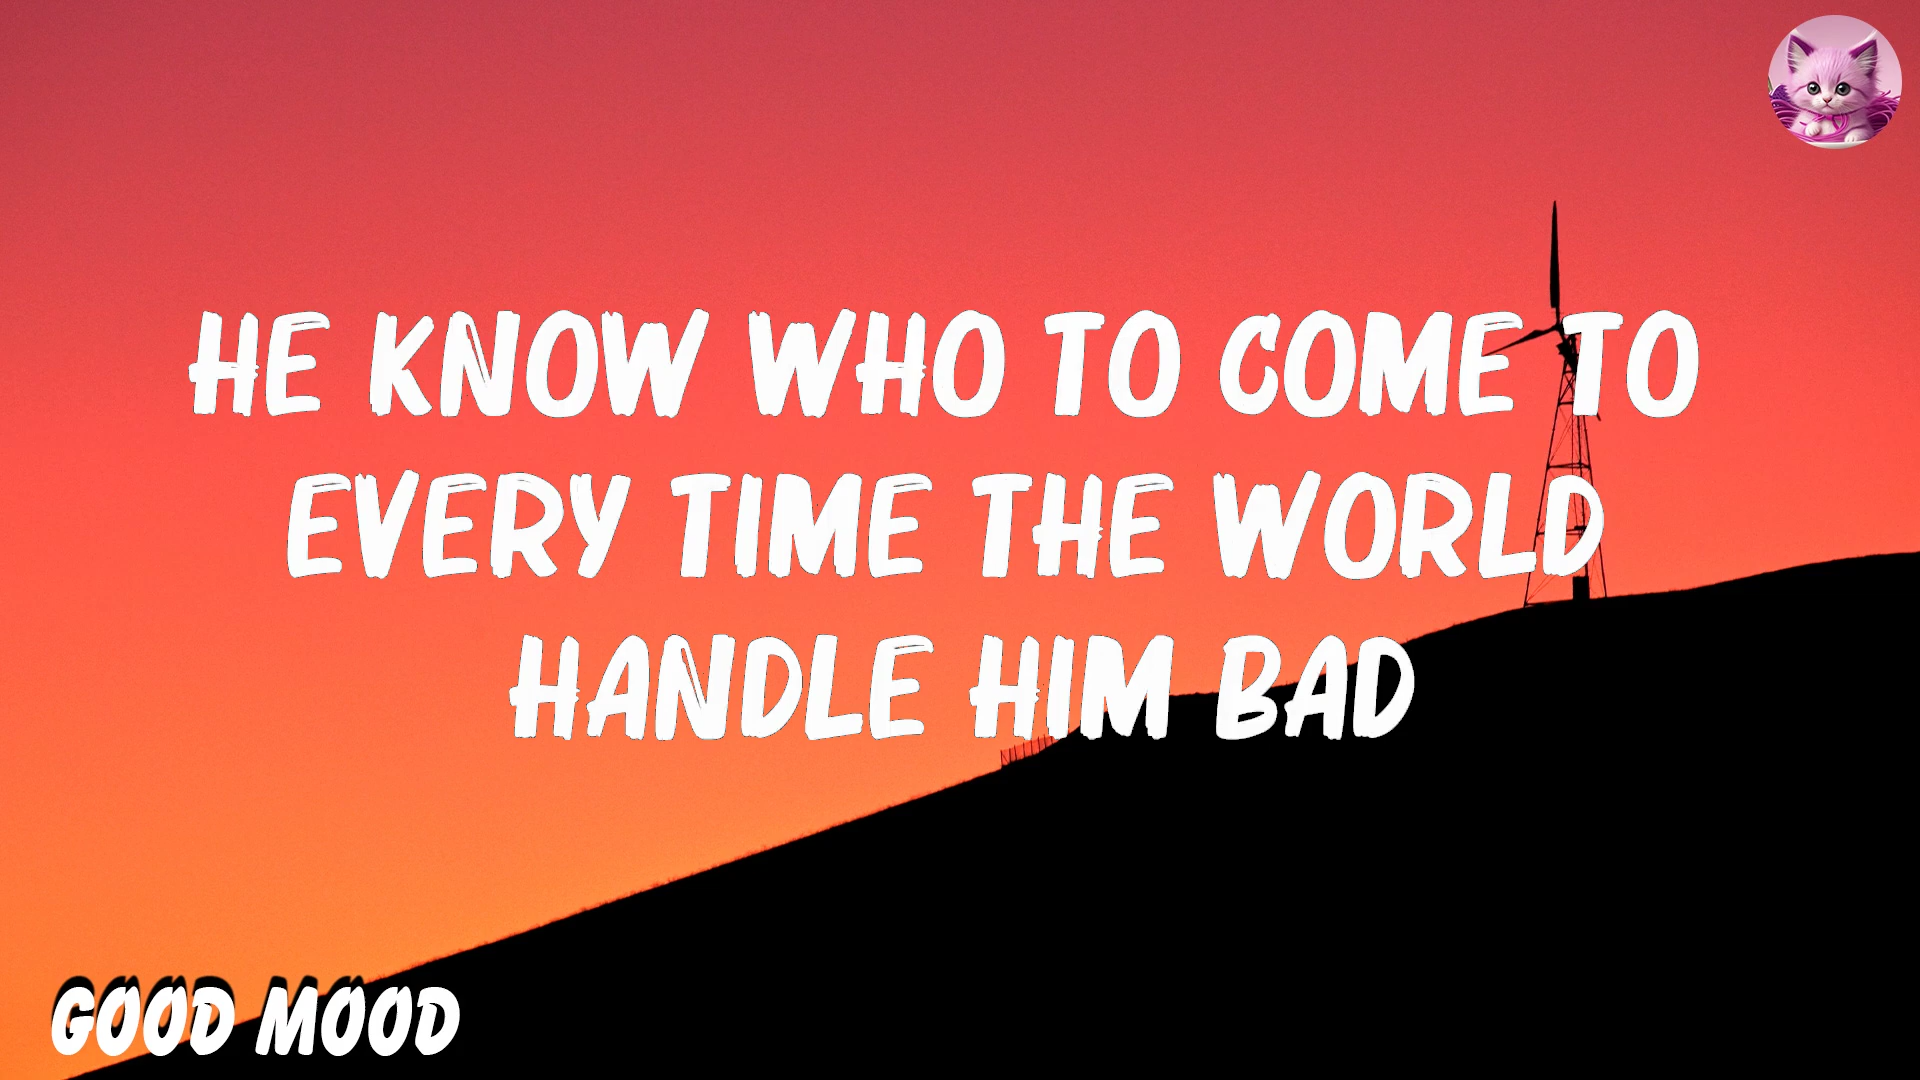 HE KNOW WHO TO COME TO
EVERY TIME THE WORLD
HANDLE HIM BAD
GOOD MOOD